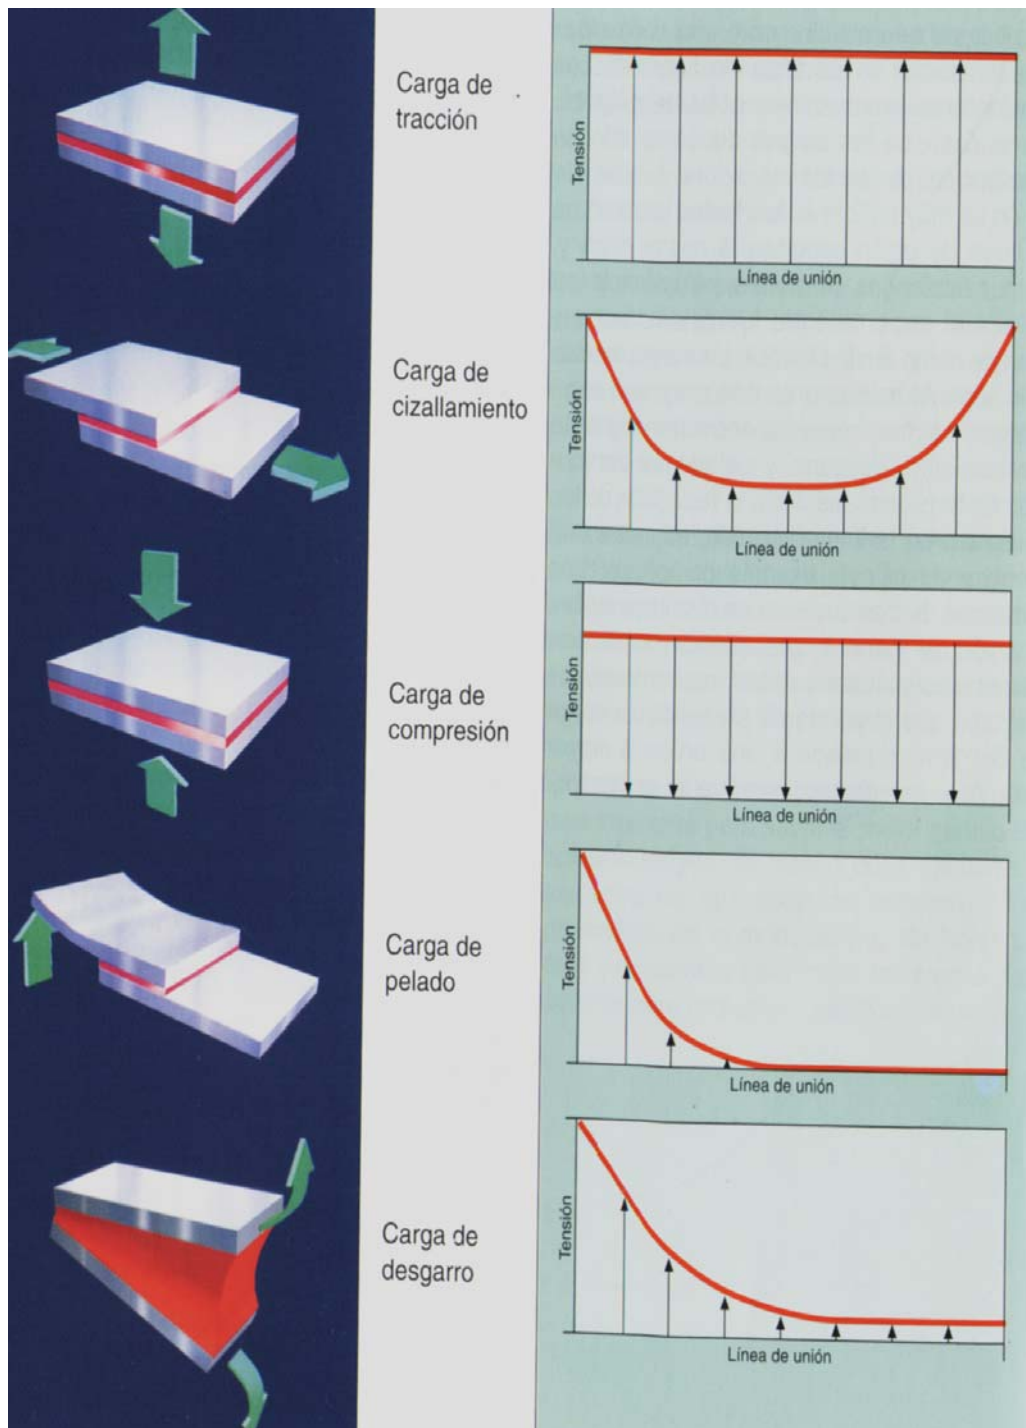 Carga de
tracción
Tensión
Línea de unión
Carga de
cizallamiento
Tensión
Línea de unión
Carga de
compresión
Tensión
Línea de unión
Carga de
pelado
Tensión
Línea de unión
Carga de
desgarro
Tensión
Línea de unión